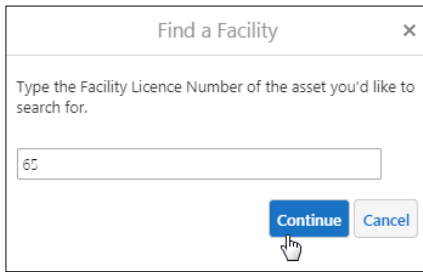 Find a Facility ×
Type the Facility Licence Number of the asset you'd like to
search for.
65
Continue Cancel